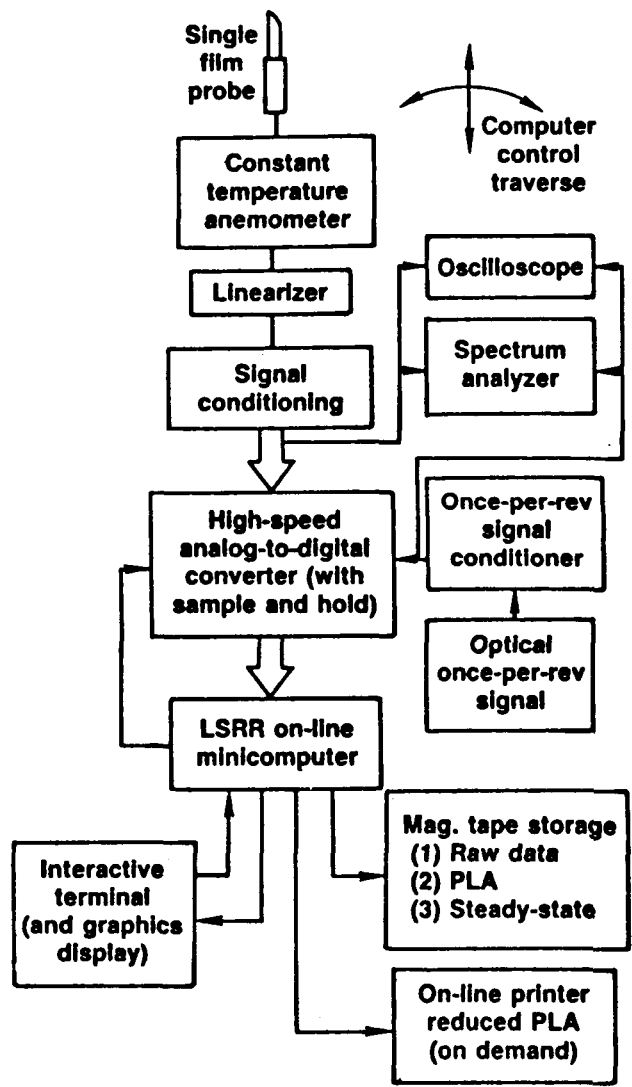 Single
film
probe
Computer
control
traverse
Constant
temperature
anemometer
Linearizer
Oscilloscope
Signal
conditioning
Spectrum
analyzer
High-speed
analog-to-digital
converter (with
sample and hold)
Once-per-rev
signal
conditioner
Optical
once-per-rev
signal
LSRR on-line
minicomputer
Interactive
terminal
(and graphics
display)
Mag. tape storage
(1) Raw data
(2) PLA
(3) Steady-state
On-line printer
reduced PLA
(on demand)